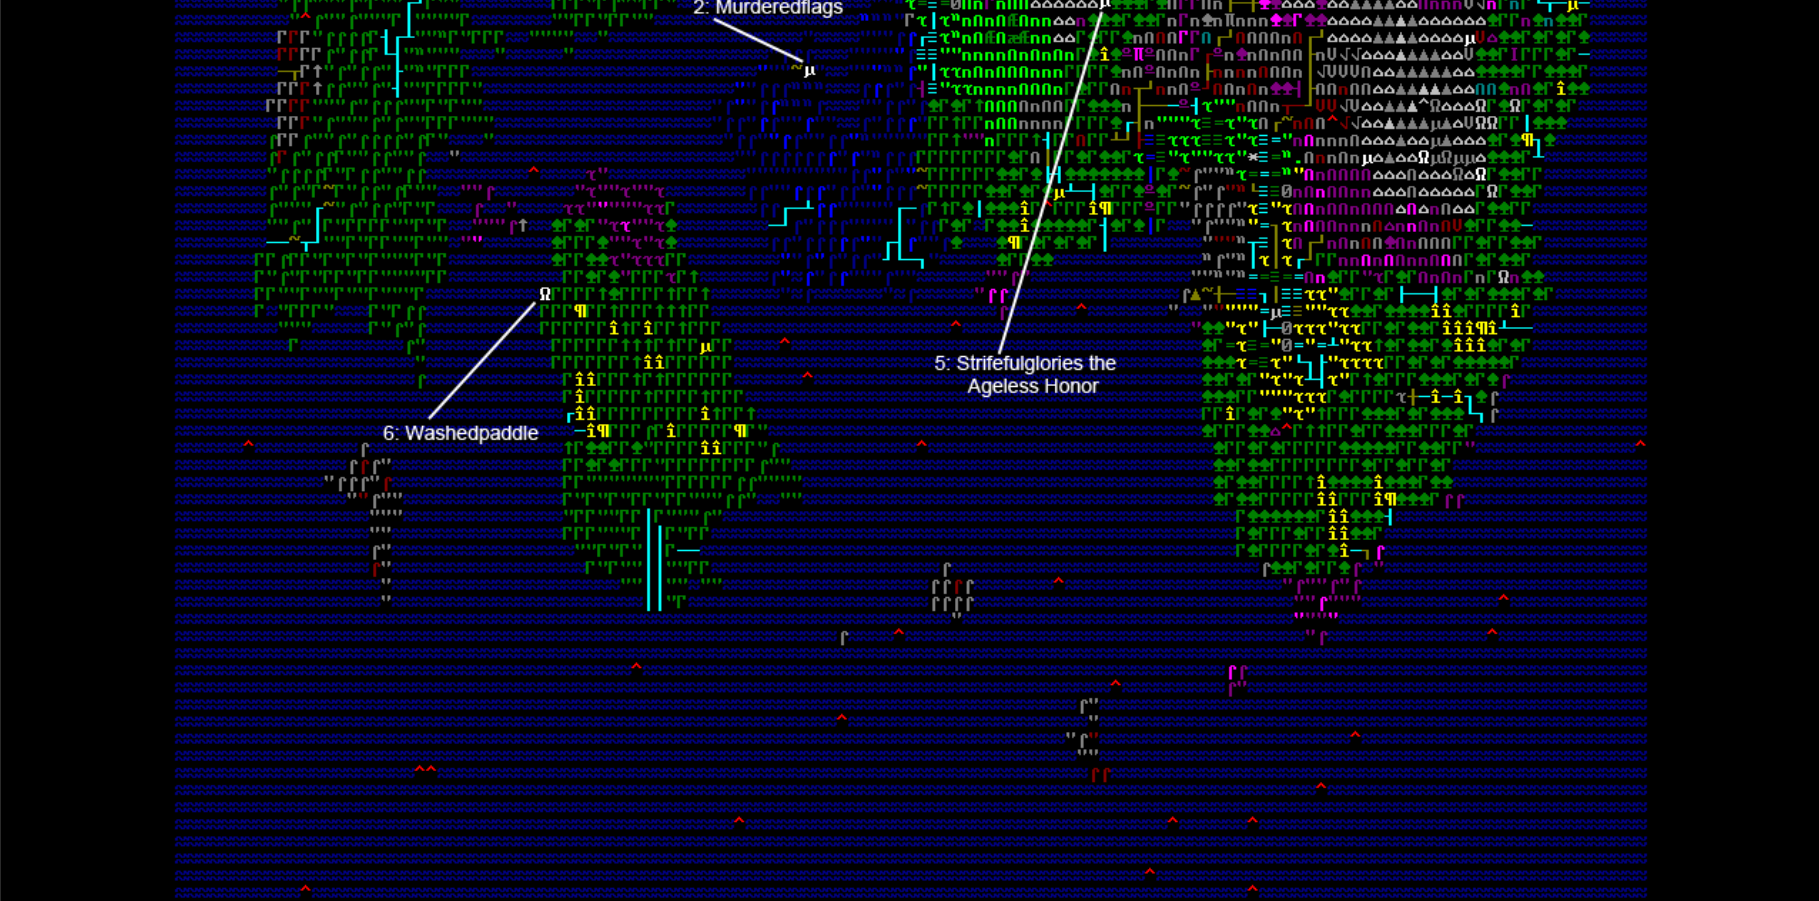 2: Murderedflags
5: Strifefulglories the
Ageless Honor
6: Washedpaddle